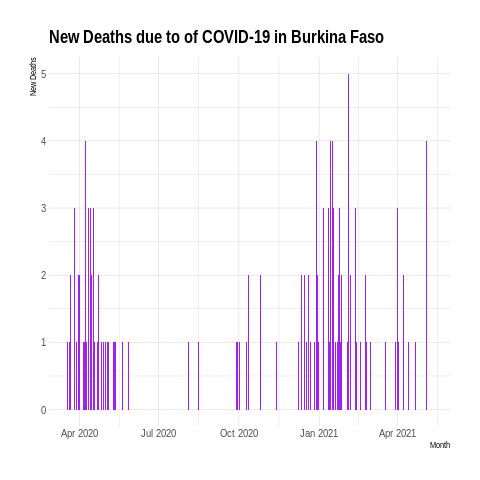 New Deaths due to of COVID-19 in Burkina Faso
New Deaths
5
4
3
2
1
0
Apr 2020 Jul 2020 Oct 2020 Jan 2021 Apr 2021
Month